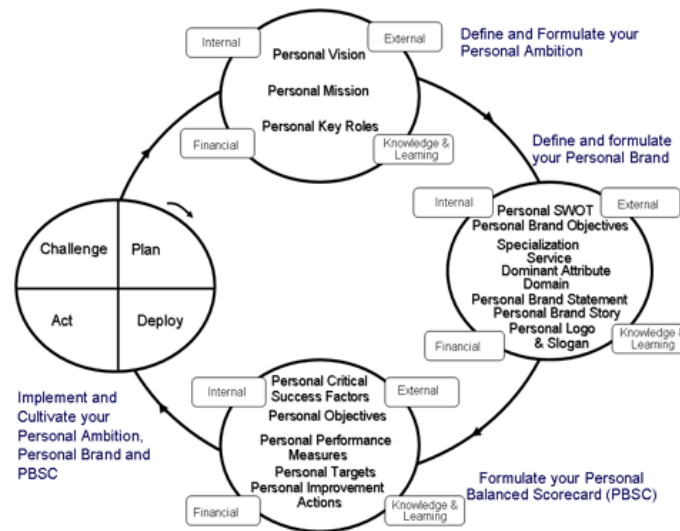 Define and Formulate your
Personal Ambition
Internal
External
Personal Vision
Personal Mission
Personal Key Roles
Financial
Knowledge &
Learning
Define and formulate
your Personal Brand
Internal
External
Personal SWOT
Personal Brand Objectives
Specialization
Service
Dominant Attribute
Domain
Personal Brand Statement
Personal Brand Story
Personal Logo
& Slogan
Financial
Knowledge &
Learning
Challenge
Plan
Act
Deploy
Internal
External
Personal Critical
Success Factors
Personal Objectives
Personal Performance
Measures
Personal Targets
Personal Improvement
Actions
Financial
Knowledge &
Learning
Implement and
Cultivate your
Personal Ambition,
Personal Brand and
PBSC
Formulate your Personal
Balanced Scorecard (PBSC)